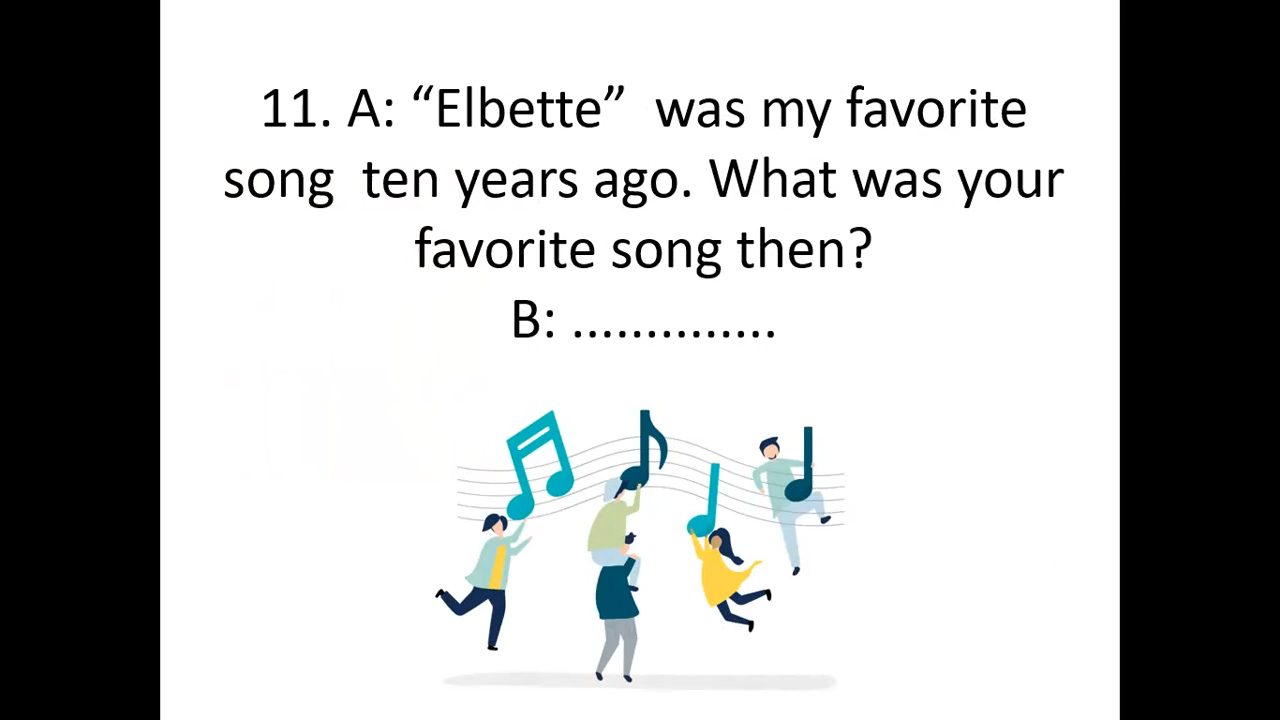 11. A: “Elbette”  was my favorite
song  ten years ago. What was your
favorite song then?
B: ..............